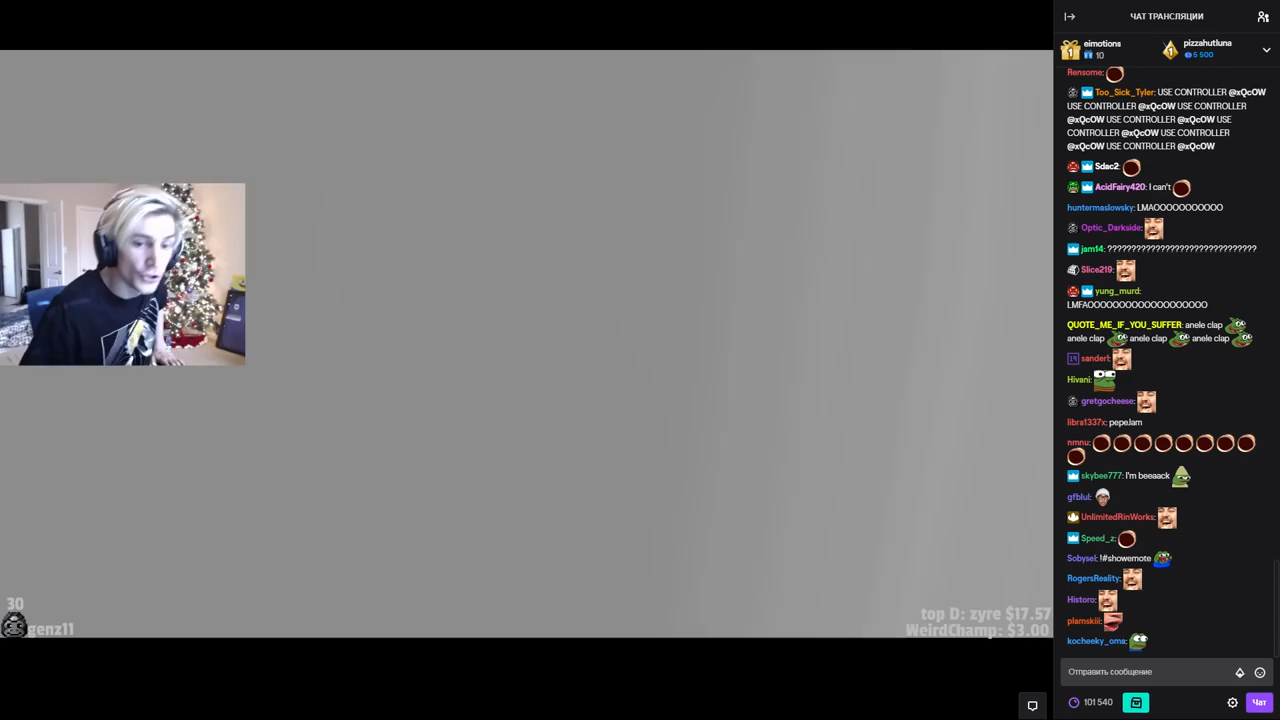 ЧАТ ТРАНСЛЯЦИИ
eimotions
10
pizzahutluna
5 500
Rensome:
Too_Sick_Tyler: USE CONTROLLER @xQcOW
USE CONTROLLER @xQcOW USE CONTROLLER
@xQcOW USE CONTROLLER @xQcOW USE
CONTROLLER @xQcOW USE CONTROLLER
@xQcOW USE CONTROLLER @xQcOW
Sdac2:
AcidFairy420: I can't
huntermaslowsky: LMAOOOOOOOOOOO
Optic_Darkside:
jam14: ??????????????????????????????
Slice219:
yung_murd:
LMFAOOOOOOOOOOOOOOOOOOO
QUOTE_ME_IF_YOU_SUFFER: anele clap
anele clap anele clap anele clap
sanderl:
Hivani:
gretgocheese:
libra1337x: pepeJam
nmnu:
skybee777: I'm beeaack
gfblul:
UnlimitedRinWorks:
Speed_z:
Sobysel: !#showemote
RogersReality:
Historo:
plamskiii:
kocheeky_oma:
Отправить сообщение
101 540
Чат
30
genz11
top D: zyre $17.57
WeirdChamp: $3.00